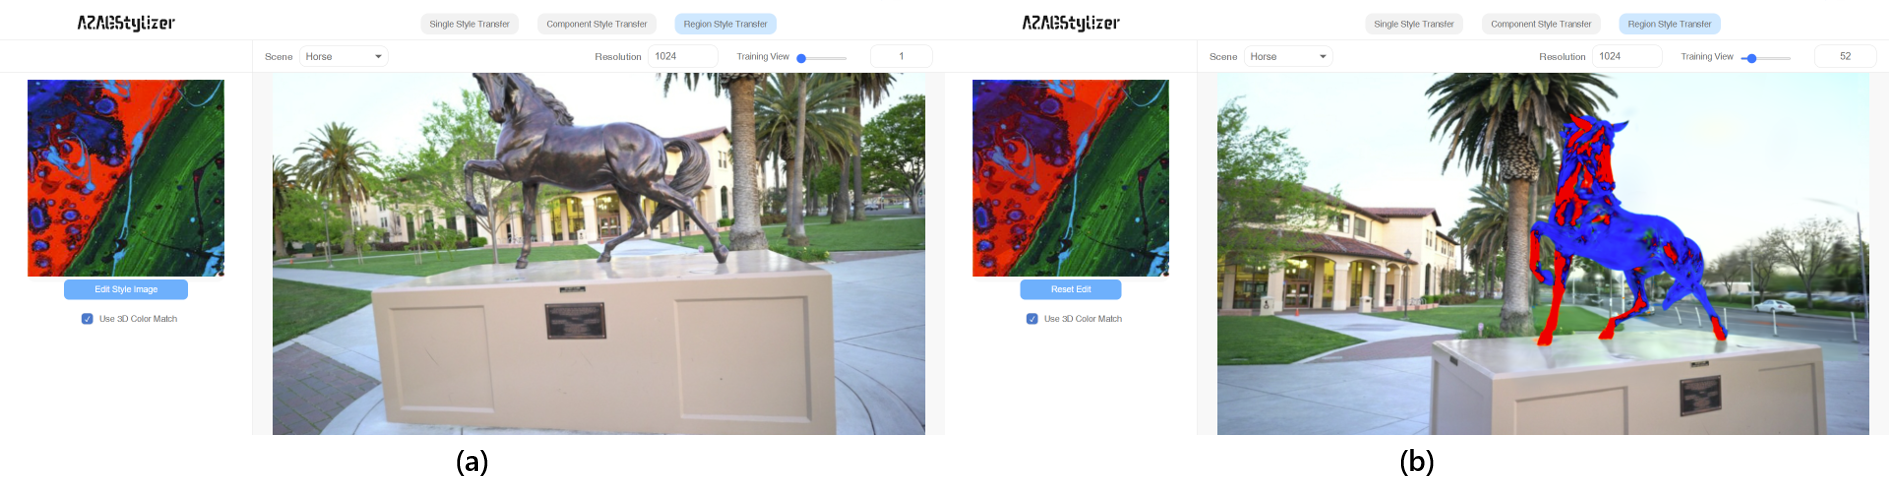 AZAGStylizer
Single Style Transfer
Component Style Transfer
Region Style Transfer
Scene
Horse
Resolution
1024
Training View
1
Edit Style Image
Use 3D Color Match
(a)
AZAGStylizer
Single Style Transfer
Component Style Transfer
Region Style Transfer
Scene
Horse
Resolution
1024
Training View
52
Reset Edit
Use 3D Color Match
(b)